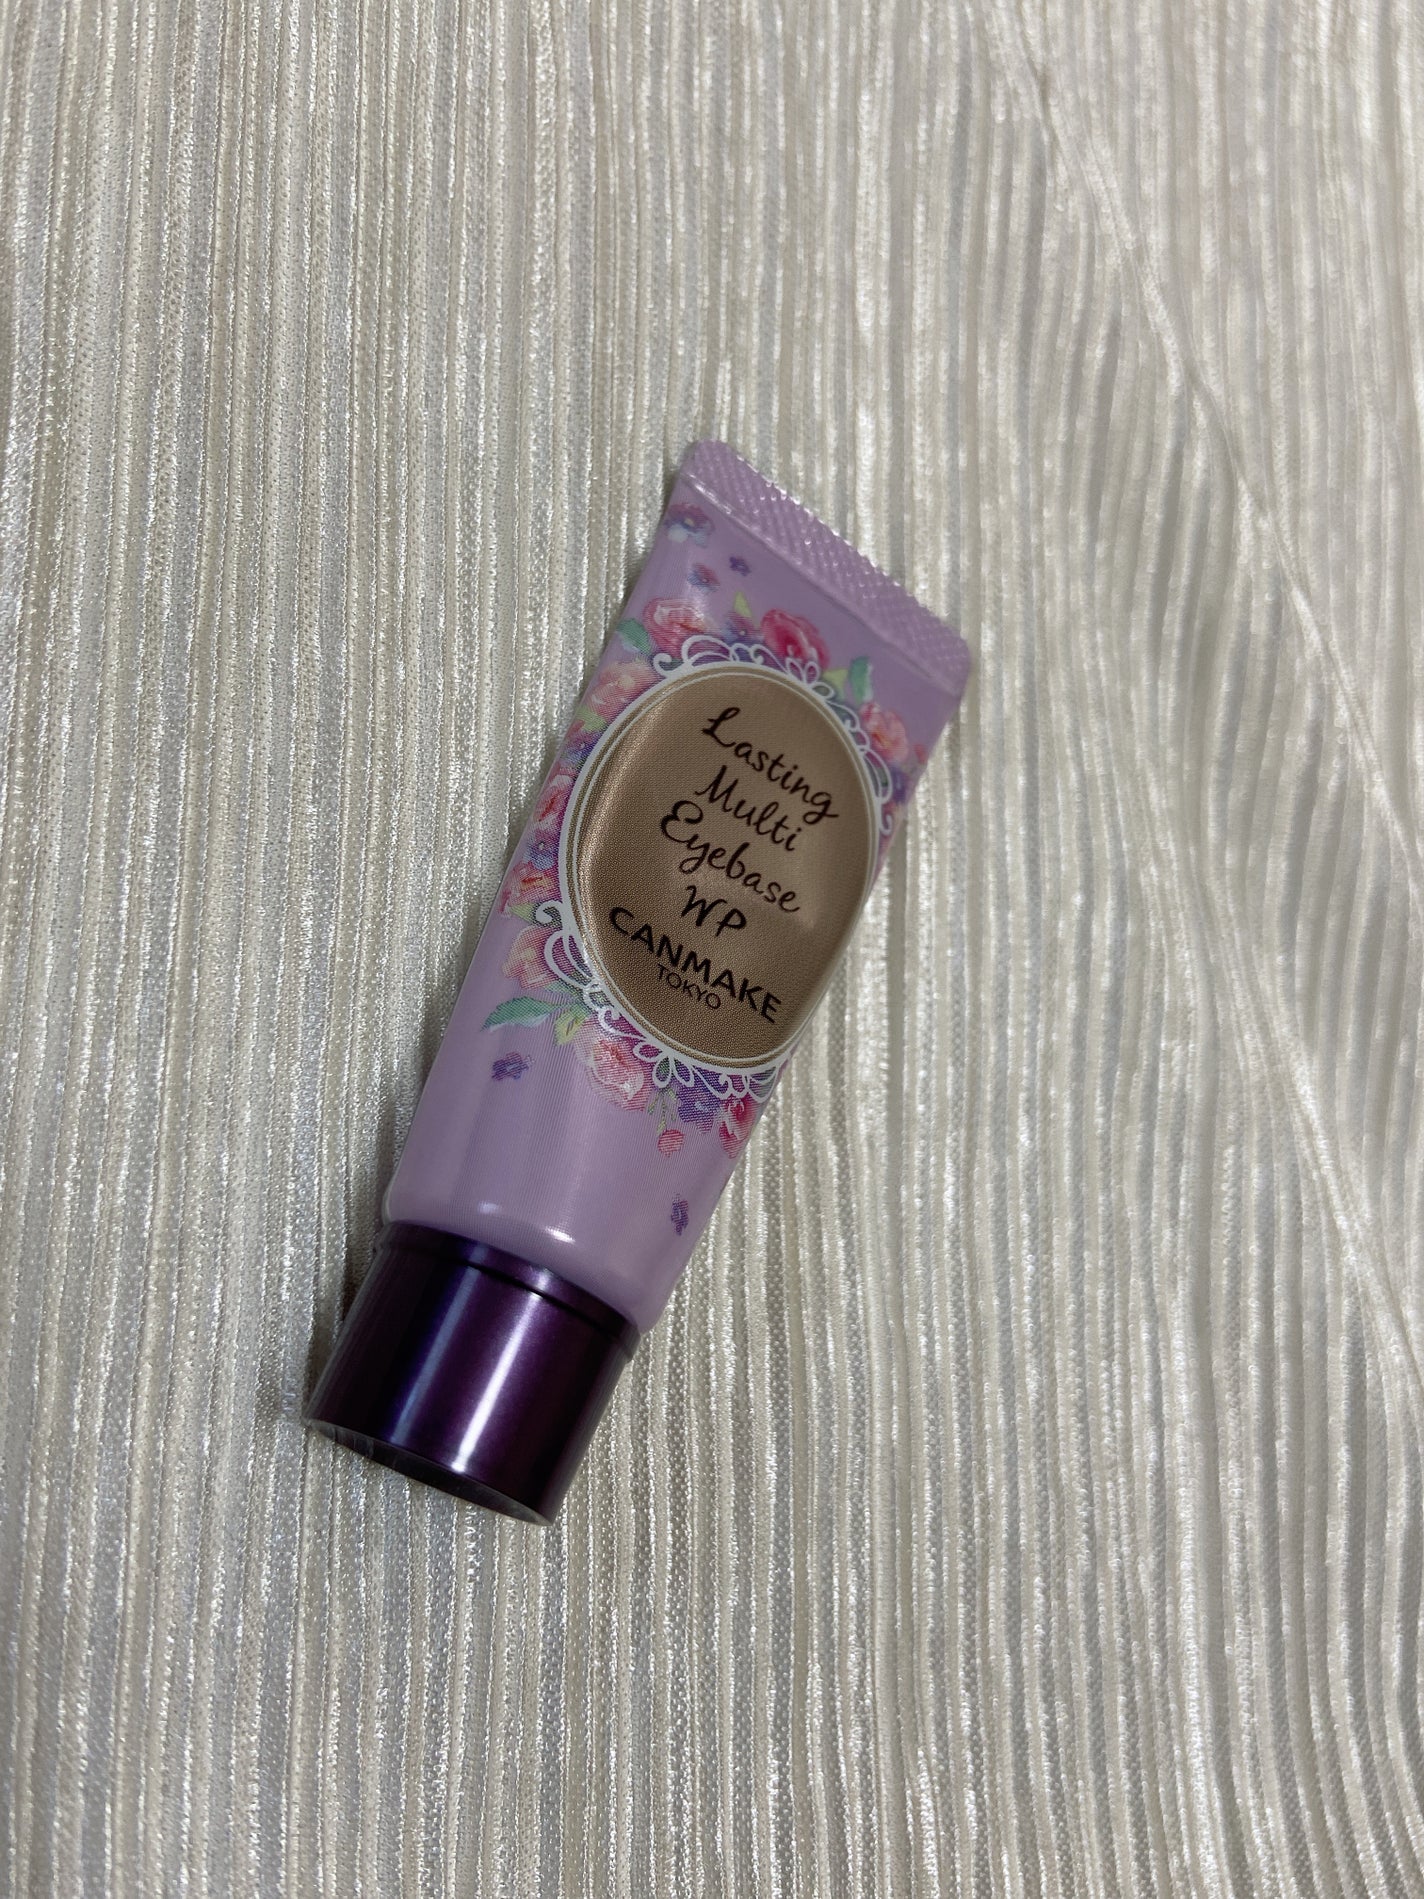 Lasting
Multi
Eyebase
WP
CANMAKE
TOKYO